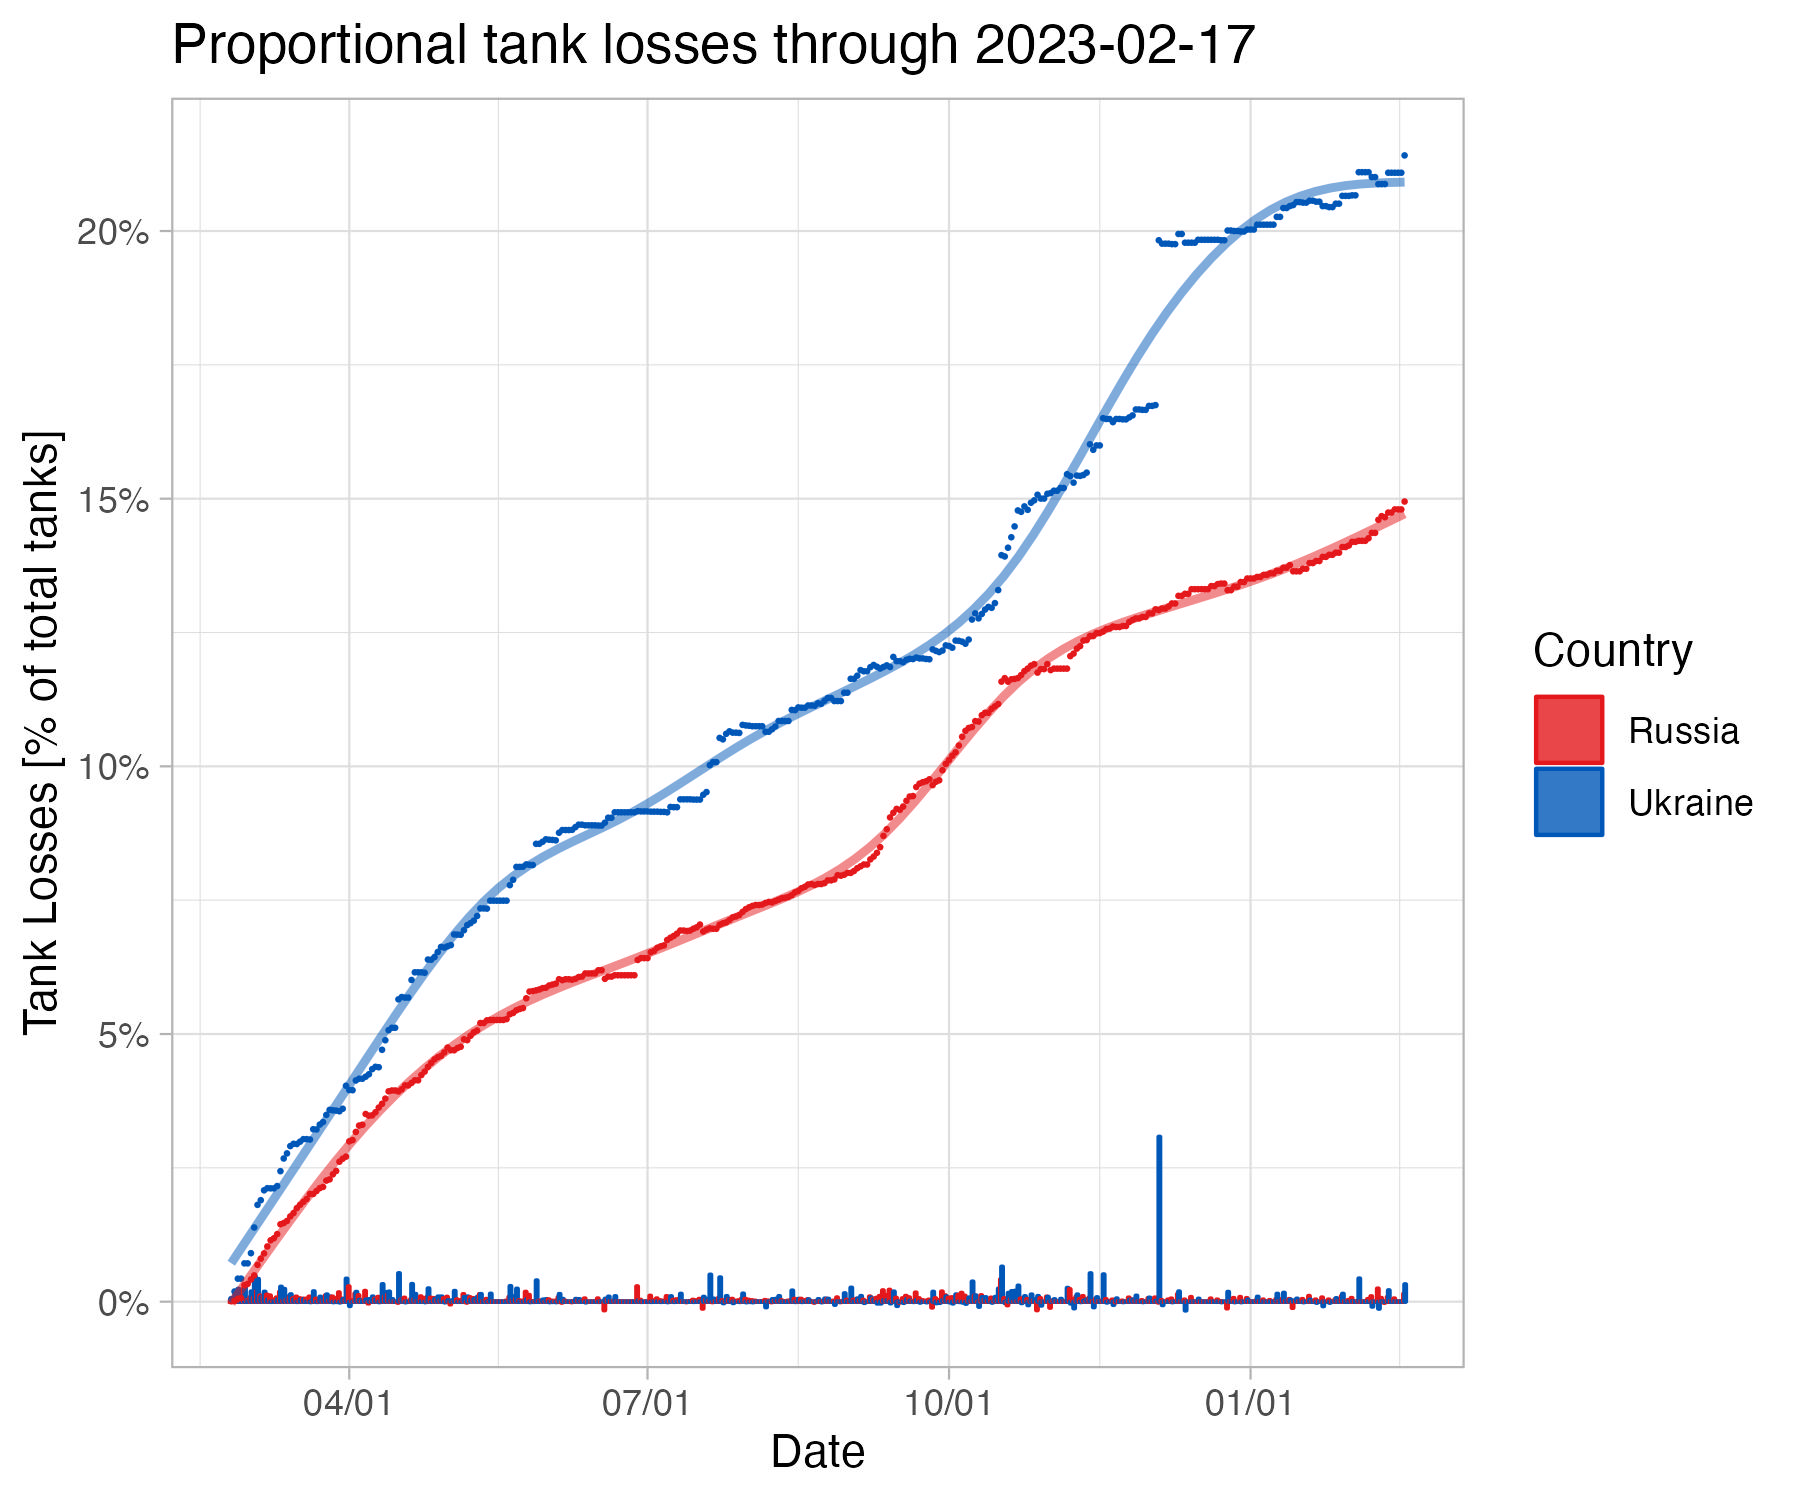 Proportional tank losses through 2023-02-17
Tank Losses [% of total tanks]
20%
15%
10%
5%
0%
04/01
07/01
10/01
01/01
Date
Country
Russia
Ukraine